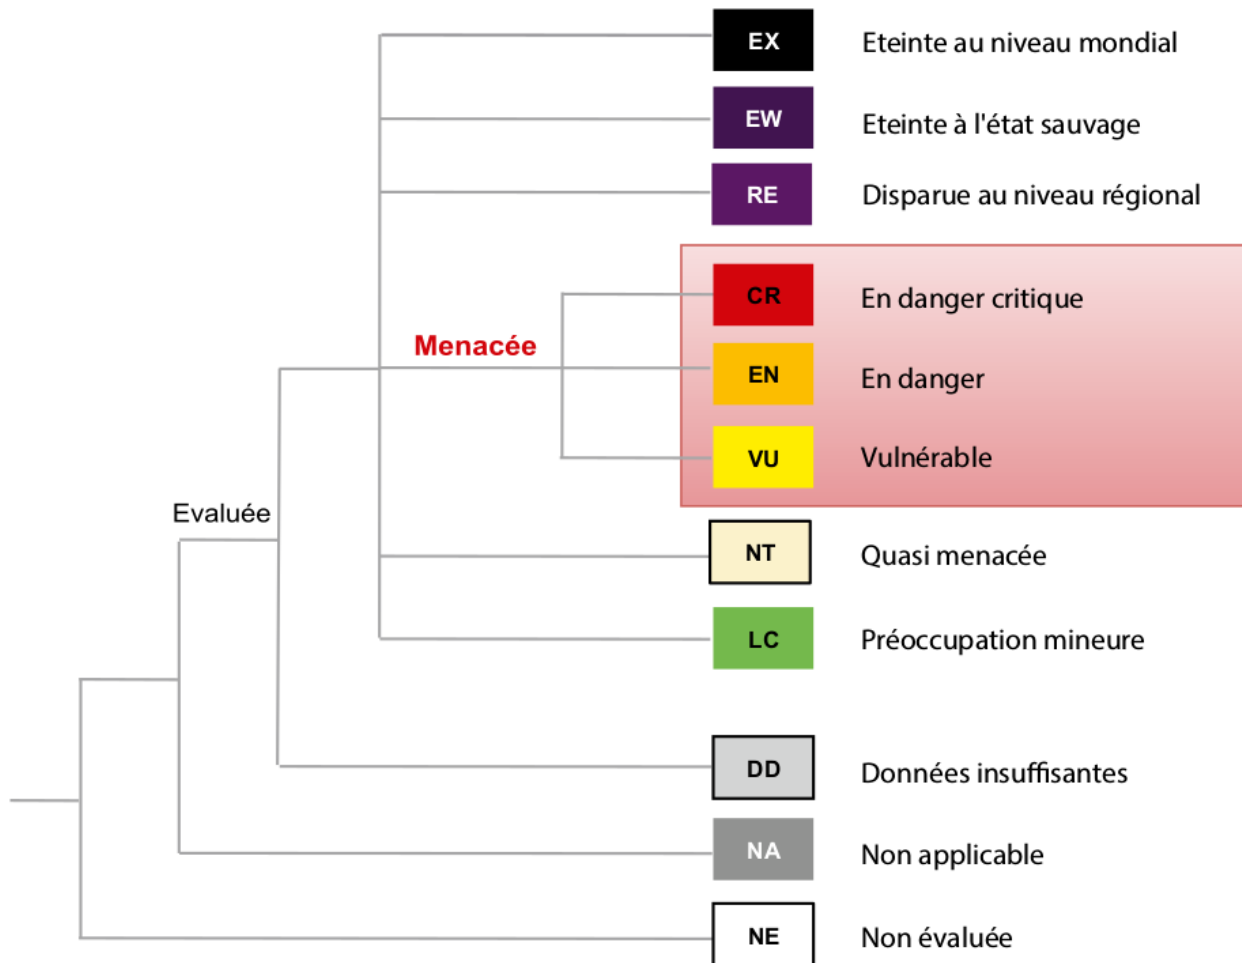 EX Eteinte au niveau mondial
EW Eteinte à l'état sauvage
RE Disparue au niveau régional
CR En danger critique
Menacée
EN En danger
VU Vulnérable
Evaluée
NT Quasi menacée
LC Préoccupation mineure
DD Données insuffisantes
NA Non applicable
NE Non évaluée